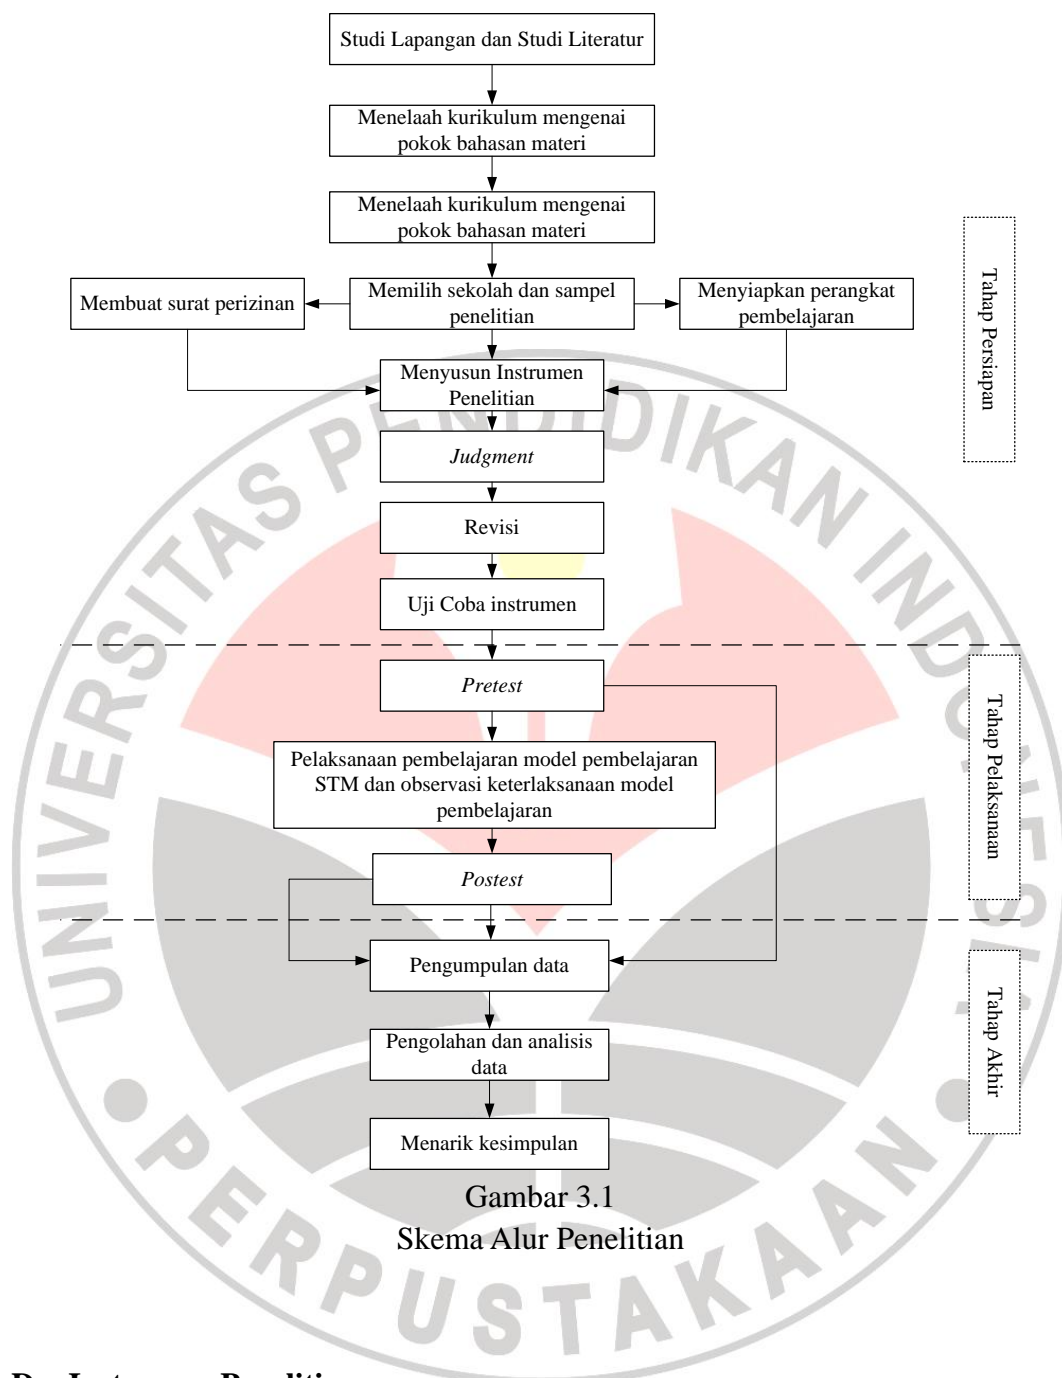 Studi Lapangan dan Studi Literatur
Menelaah kurikulum mengenai
pokok bahasan materi
Menelaah kurikulum mengenai
pokok bahasan materi
Membuat surat perizinan
Memilih sekolah dan sampel
penelitian
Menyiapkan perangkat
pembelajaran
Tahap Persiapan
Menyusun Instrumen
Penelitian
Judgment
Revisi
Uji Coba instrumen
Pretest
Pelaksanaan pembelajaran model pembelajaran
STM dan observasi keterlaksanaan model
pembelajaran
Tahap Pelaksanaan
Postest
Pengumpulan data
Pengolahan dan analisis
data
Tahap Akhir
Menarik kesimpulan
Gambar 3.1
Skema Alur Penelitian
UNIVERSITAS PENDIDIKAN INDONESIA
PERPUSTAKAAN